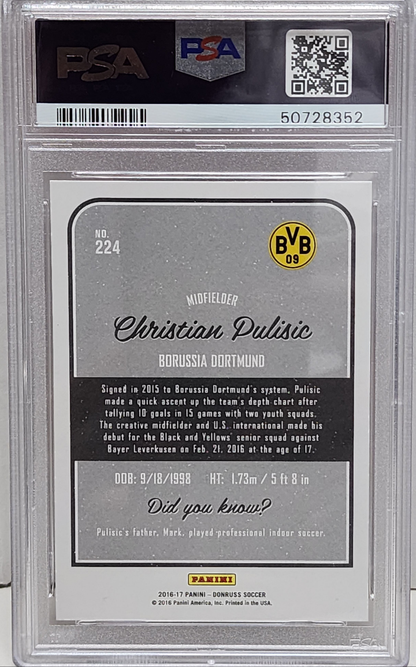 PSA
PSA
50728352
NO.
224
BVB
09
MIDFIELDER
Christian Pulisic
BORUSSIA DORTMUND
Signed in 2015 to Borussia Dortmund's system, Pulisic
made a quick ascent up the team's depth chart after
tallying 10 goals in 15 games with two youth squads.
The creative midfielder and U.S. international made his
debut for the Black and Yellows' senior squad against
Bayer Leverkusen on Feb. 21, 2016 at the age of 17.
DOB: 9/18/1998 HT: 1.73m / 5 ft 8 in
Did you know?
Pulisic's father, Mark, played professional indoor soccer.
PANINI
2016-17 PANINI – DONRUSS SOCCER
© 2016 Panini America, Inc. Printed in the USA.
PSA